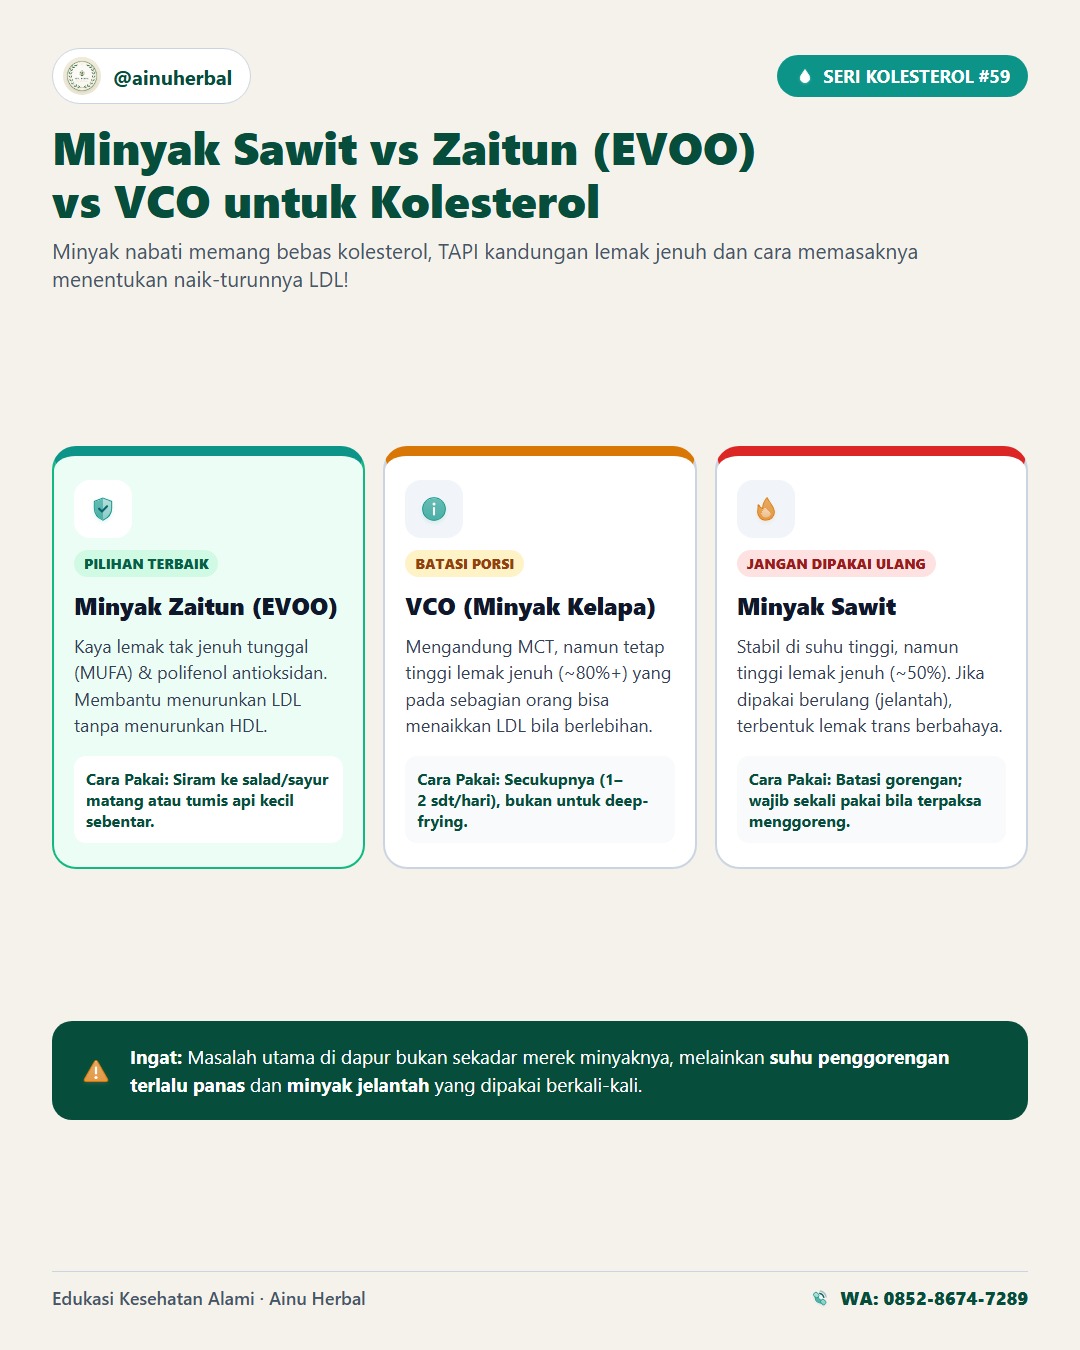 @ainuherbal
SERI KOLESTEROL #59
Minyak Sawit vs Zaitun (EVOO)
vs VCO untuk Kolesterol
Minyak nabati memang bebas kolesterol, TAPI kandungan lemak jenuh dan cara memasaknya
menentukan naik-turunnya LDL!
PILIHAN TERBAIK
Minyak Zaitun (EVOO)
Kaya lemak tak jenuh tunggal
(MUFA) & polifenol antioksidan.
Membantu menurunkan LDL
tanpa menurunkan HDL.
Cara Pakai: Siram ke salad/sayur
matang atau tumis api kecil
sebentar.
BATASI PORSI
VCO (Minyak Kelapa)
Mengandung MCT, namun tetap
tinggi lemak jenuh (~80%+) yang
pada sebagian orang bisa
menaikkan LDL bila berlebihan.
Cara Pakai: Secukupnya (1–
2 sdt/hari), bukan untuk deep-
frying.
JANGAN DIPAKAI ULANG
Minyak Sawit
Stabil di suhu tinggi, namun
tinggi lemak jenuh (~50%). Jika
dipakai berulang (jelantah),
terbentuk lemak trans berbahaya.
Cara Pakai: Batasi gorengan;
wajib sekali pakai bila terpaksa
menggoreng.
Ingat: Masalah utama di dapur bukan sekadar merek minyaknya, melainkan suhu penggorengan
terlalu panas dan minyak jelantah yang dipakai berkali-kali.
Edukasi Kesehatan Alami · Ainu Herbal
WA: 0852-8674-7289